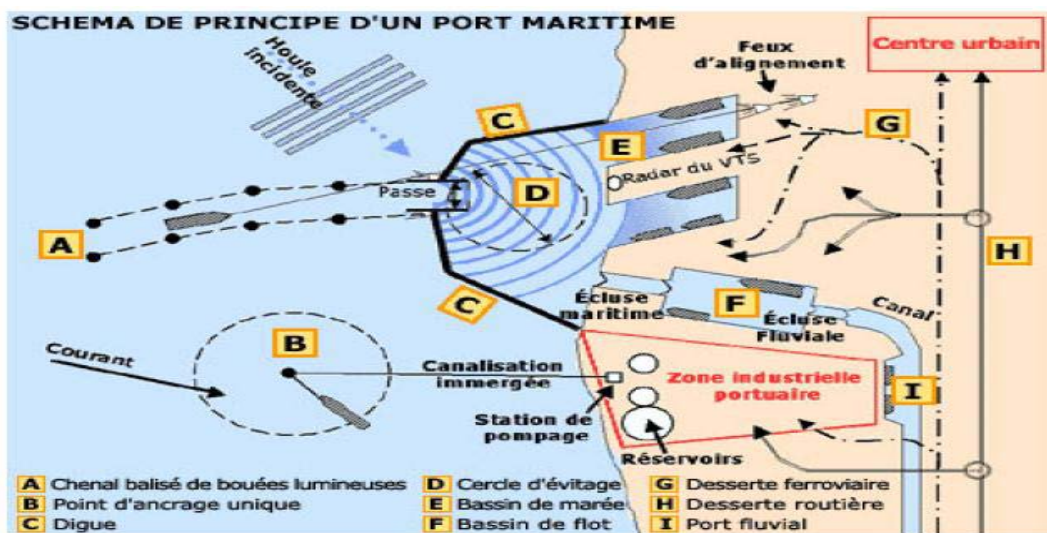 SCHEMA DE PRINCIPE D'UN PORT MARITIME
Houle
incidente
Feux
d'alignement
Centre urbain
C
E
G
Radar du VTS
Passe
D
A
H
C
Écluse
maritime
F
Écluse
Fluviale
Canal
B
Courant
Canalisation
immergée
Zone industrielle
portuaire
I
Station de
pompage
Réservoirs
A Chenal balisé de bouées lumineuses
B Point d'ancrage unique
C Digue
D Cercle d'évitage
E Bassin de marée
F Bassin de flot
G Desserte ferroviaire
H Desserte routière
I Port fluvial